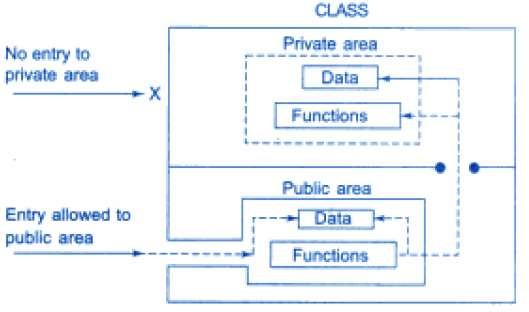 CLASS
No entry to
private area
X
Private area
Data
Functions
Entry allowed to
public area
Public area
Data
Functions